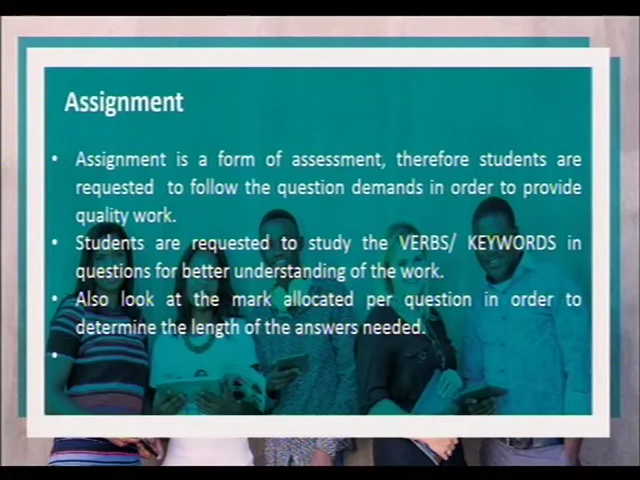 Assignment
• Assignment is a form of assessment, therefore students are
requested to follow the question demands in order to provide
quality work.
• Students are requested to study the VERBS/ KEYWORDS in
questions for better understanding of the work.
• Also look at the mark allocated per question in order to
determine the length of the answers needed.
•